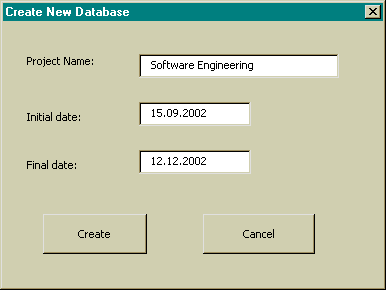 Create New Database
Project Name: Software Engineering
Initial date: 15.09.2002
Final date: 12.12.2002
Create Cancel